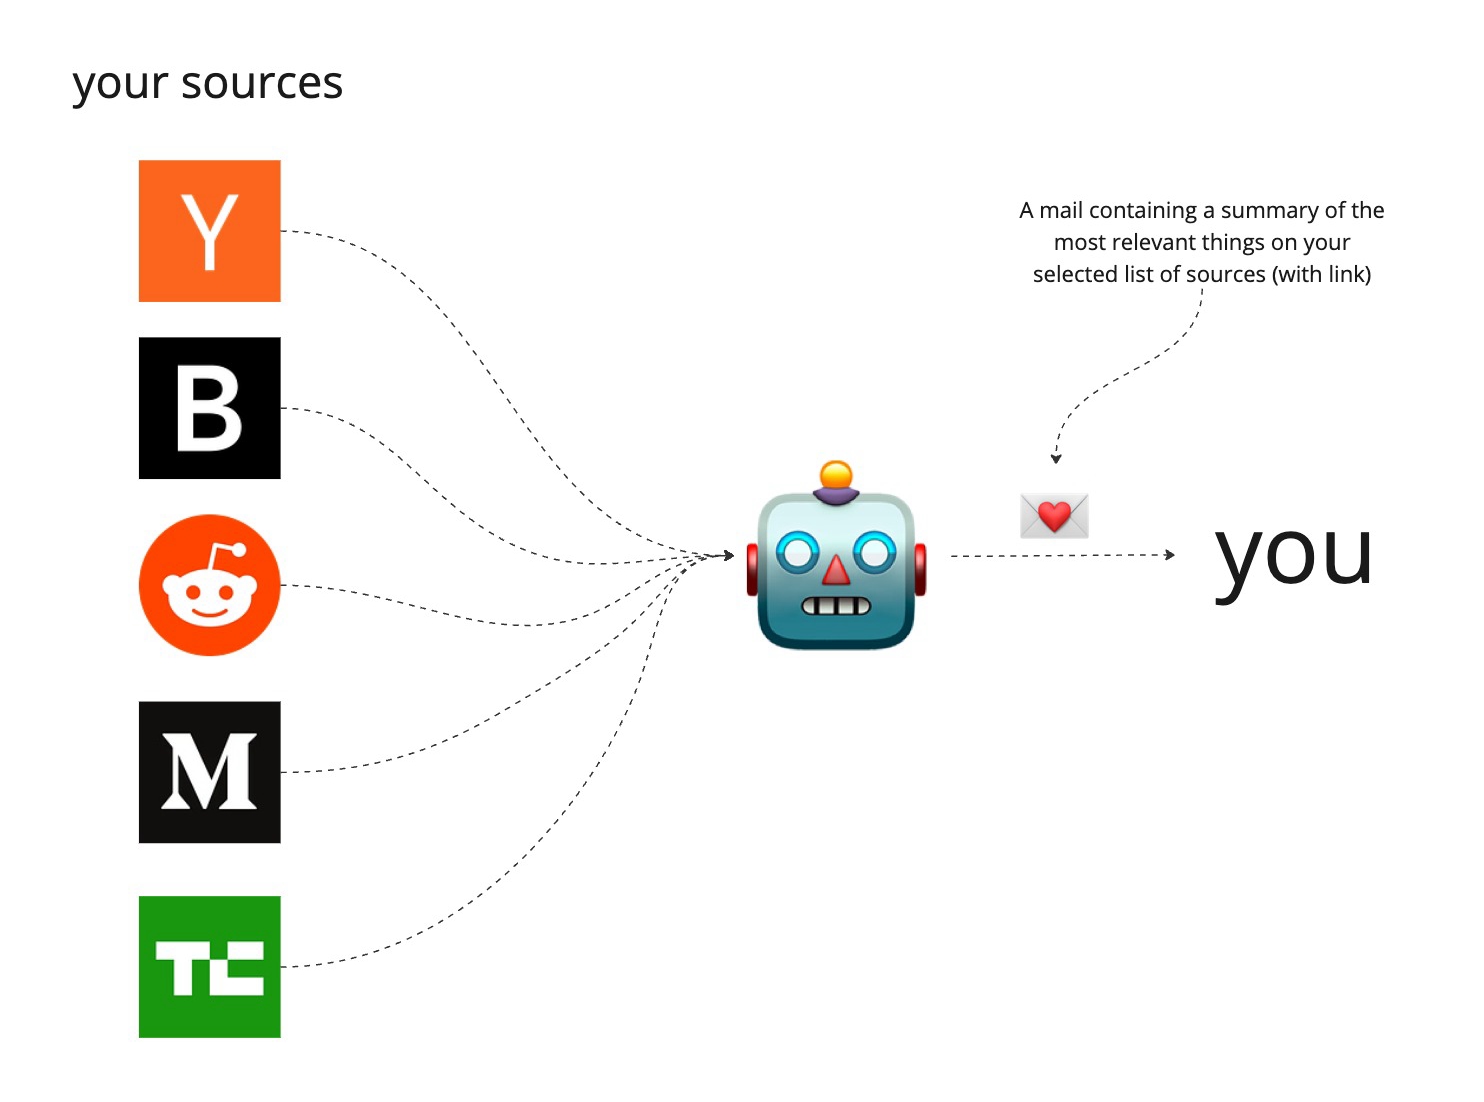 your sources
Y
B
M
TC
A mail containing a summary of the
most relevant things on your
selected list of sources (with link)
you